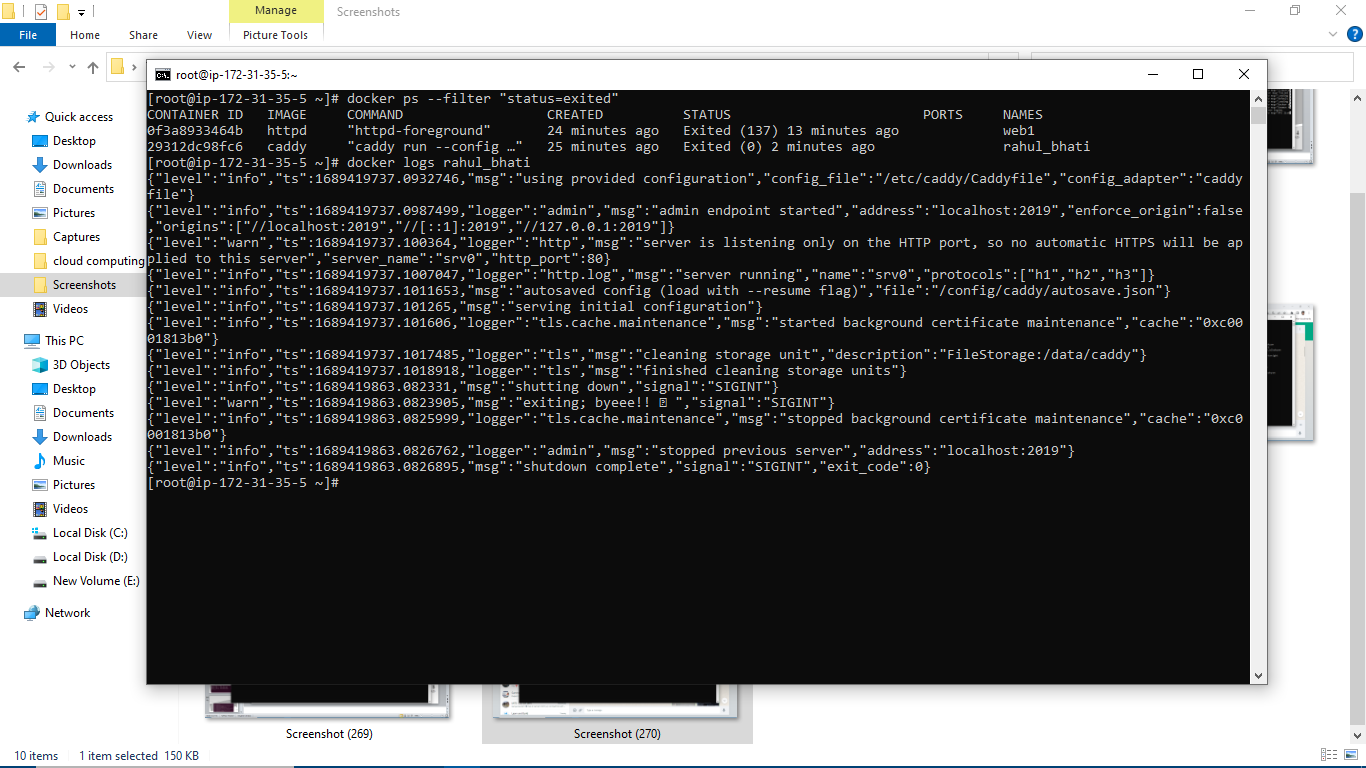 Manage
Screenshots
File
Home
Share
View
Picture Tools
root@ip-172-31-35-5:~
[root@ip-172-31-35-5 ~]# docker ps --filter "status=exited"
CONTAINER ID   IMAGE     COMMAND                  CREATED          STATUS                        PORTS     NAMES
0f3a8933464b   httpd     "httpd-foreground"       24 minutes ago   Exited (137) 13 minutes ago             web1
29312dc98fc6   caddy     "caddy run --config …"   25 minutes ago   Exited (0) 2 minutes ago                rahul_bhati
[root@ip-172-31-35-5 ~]# docker logs rahul_bhati
{"level":"info","ts":1689419737.0932746,"msg":"using provided configuration","config_file":"/etc/caddy/Caddyfile","config_adapter":"caddy
file"}
{"level":"info","ts":1689419737.0987499,"logger":"admin","msg":"admin endpoint started","address":"localhost:2019","enforce_origin":false
,"origins":["//localhost:2019","//[::1]:2019","//127.0.0.1:2019"]}
{"level":"warn","ts":1689419737.100364,"logger":"http","msg":"server is listening only on the HTTP port, so no automatic HTTPS will be ap
plied to this server","server_name":"srv0","http_port":80}
{"level":"info","ts":1689419737.1007047,"logger":"http.log","msg":"server running","name":"srv0","protocols":["h1","h2","h3"]}
{"level":"info","ts":1689419737.1011653,"msg":"autosaved config (load with --resume flag)","file":"/config/caddy/autosave.json"}
{"level":"info","ts":1689419737.101265,"msg":"serving initial configuration"}
{"level":"info","ts":1689419737.101606,"logger":"tls.cache.maintenance","msg":"started background certificate maintenance","cache":"0xc00
01813b0"}
{"level":"info","ts":1689419737.1017485,"logger":"tls","msg":"cleaning storage unit","description":"FileStorage:/data/caddy"}
{"level":"info","ts":1689419737.1018918,"logger":"tls","msg":"finished cleaning storage units"}
{"level":"info","ts":1689419863.082331,"msg":"shutting down","signal":"SIGINT"}
{"level":"warn","ts":1689419863.0823905,"msg":"exiting; byeee!! ","signal":"SIGINT"}
{"level":"info","ts":1689419863.0825999,"logger":"tls.cache.maintenance","msg":"stopped background certificate maintenance","cache":"0xc0
001813b0"}
{"level":"info","ts":1689419863.0826762,"logger":"admin","msg":"stopped previous server","address":"localhost:2019"}
{"level":"info","ts":1689419863.0826895,"msg":"shutdown complete","signal":"SIGINT","exit_code":0}
[root@ip-172-31-35-5 ~]#
Quick access
Desktop
Downloads
Documents
Pictures
Captures
cloud computing
Screenshots
Videos
This PC
3D Objects
Desktop
Documents
Downloads
Music
Pictures
Videos
Local Disk (C:)
Local Disk (D:)
New Volume (E:)
Network
Screenshot (269)
Screenshot (270)
10 items
1 item selected 150 KB